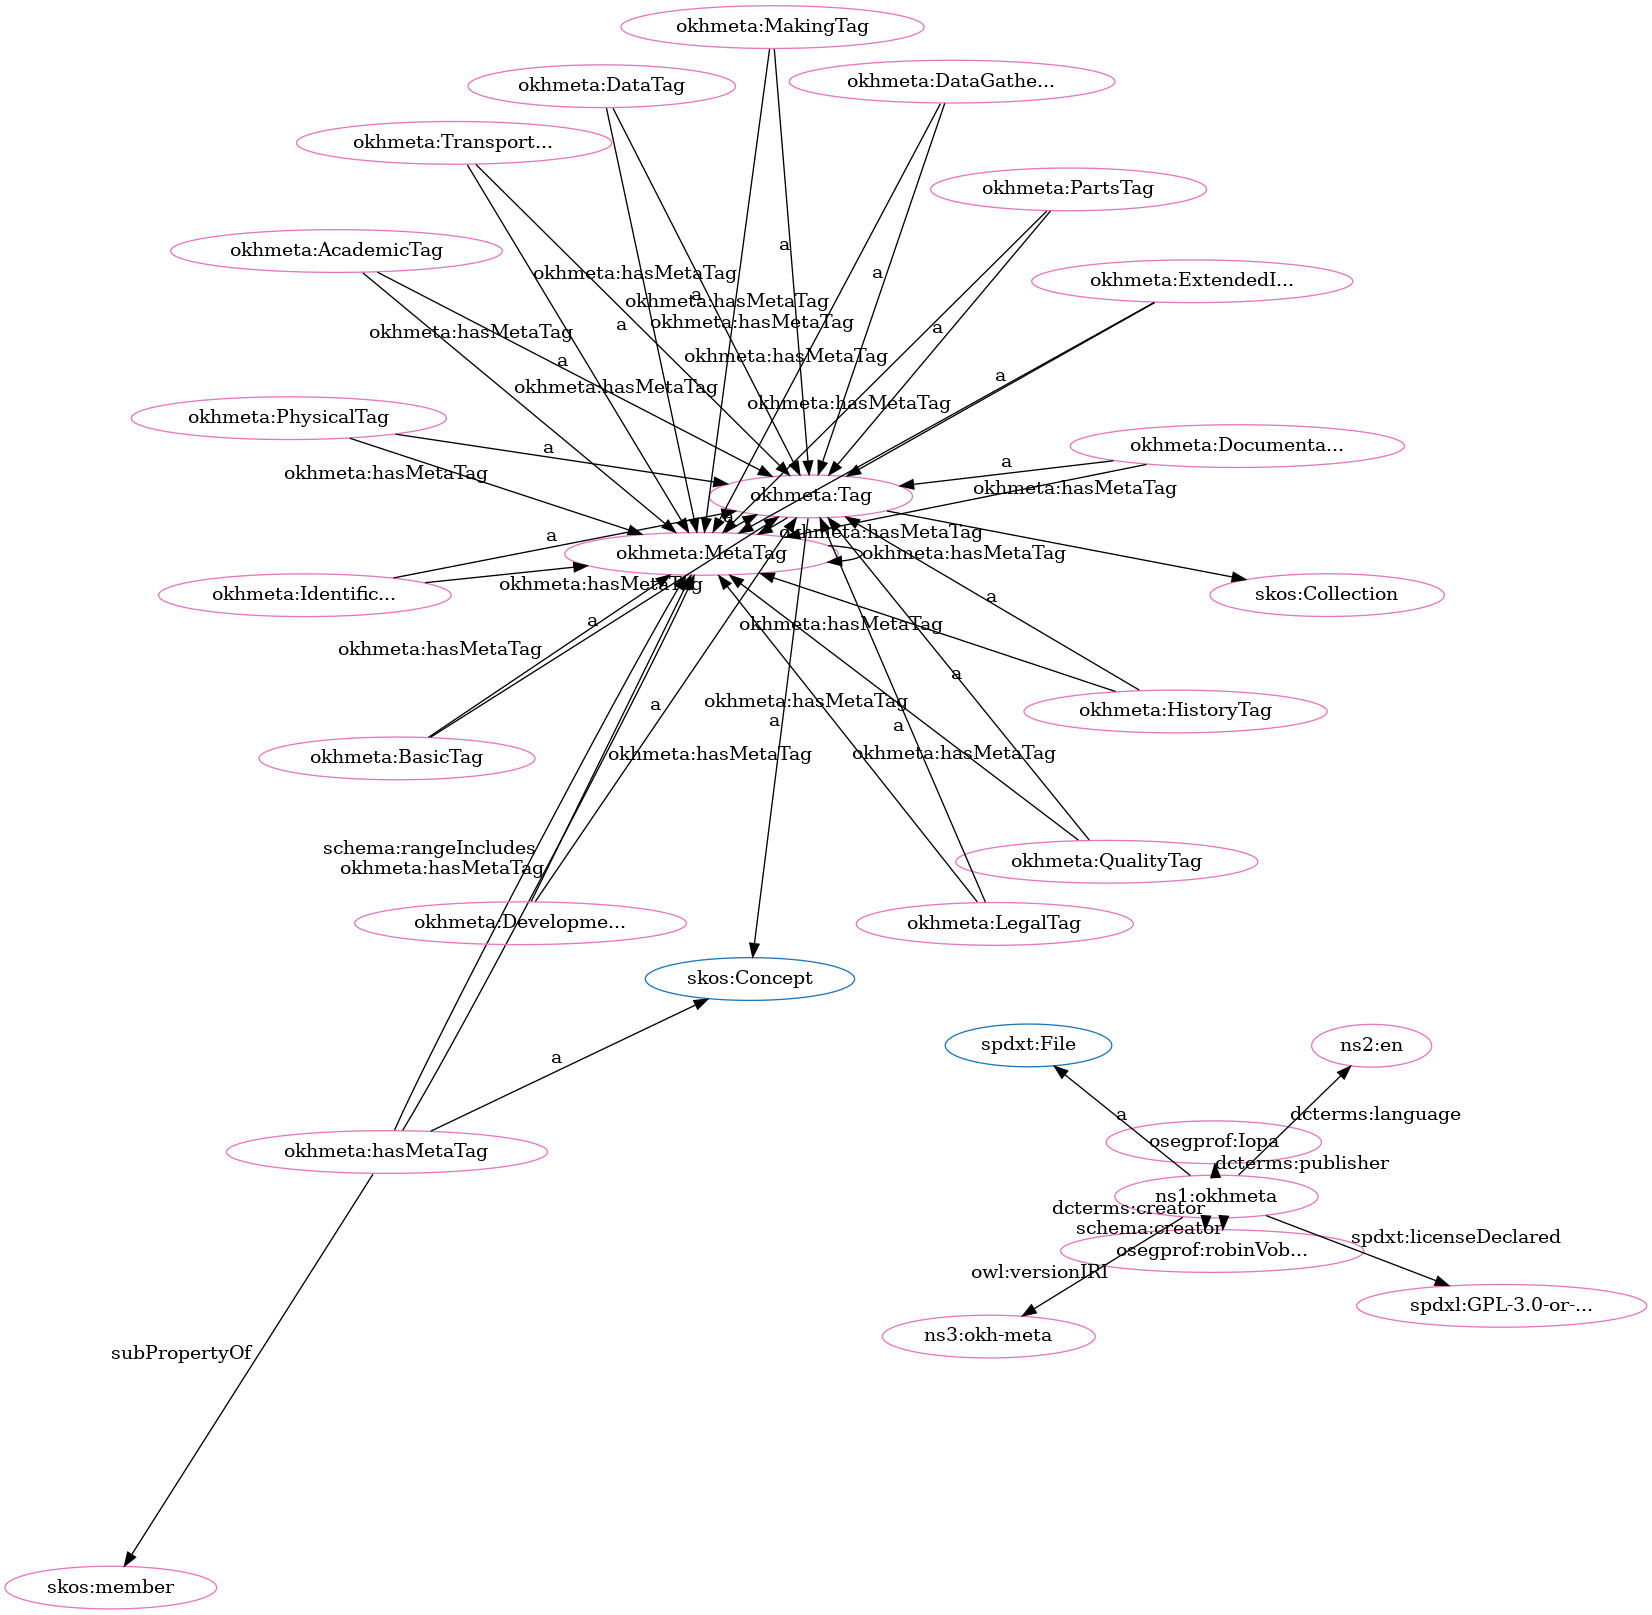 okhmeta:MakingTag
okhmeta:DataGathe...
okhmeta:DataTag
okhmeta:Transport...
okhmeta:PartsTag
okhmeta:AcademicTag
a
okhmeta:hasMetaTag
a
okhmeta:ExtendedI...
a
okhmeta:hasMetaTag
okhmeta:hasMetaTag
a
a
okhmeta:hasMetaTag
okhmeta:hasMetaTag
a
a
okhmeta:hasMetaTag
okhmeta:hasMetaTag
okhmeta:PhysicalTag
okhmeta:Documenta...
a
a
okhmeta:hasMetaTag
okhmeta:hasMetaTag
okhmeta:Tag
a
a
okhmeta:hasMetaTag
okhmeta:MetaTag
okhmeta:hasMetaTag
okhmeta:hasMetaTag
okhmeta:Identific...
skos:Collection
a
a
okhmeta:hasMetaTag
okhmeta:hasMetaTag
a
okhmeta:hasMetaTag
a
okhmeta:HistoryTag
a
a
okhmeta:hasMetaTag
okhmeta:hasMetaTag
okhmeta:BasicTag
schema:rangeIncludes
okhmeta:hasMetaTag
okhmeta:QualityTag
okhmeta:Developme...
okhmeta:LegalTag
skos:Concept
spdxt:File
ns2:en
a
a
dcterms:language
osegprof:Iopa
okhmeta:hasMetaTag
dcterms:publisher
ns1:okhmeta
dcterms:creator
schema:creator
spdxt:licenseDeclared
osegprof:robinVob...
owl:versionIRI
spdxl:GPL-3.0-or-...
ns3:okh-meta
subPropertyOf
skos:member